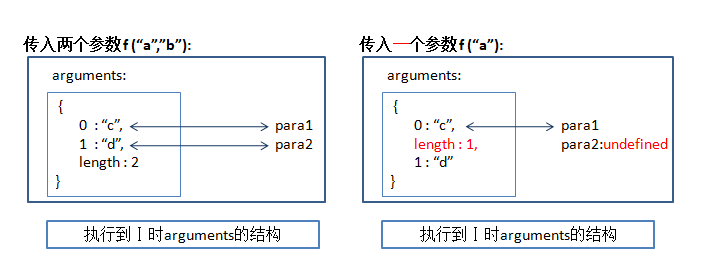 传入两个参数f(“a”,”b”):
arguments:
{
0 : “c”,
para1
1 : “d”,
para2
length : 2
}
执行到Ⅰ时arguments的结构
传入一个参数f(“a”):
arguments:
{
0 : “c”,
para1
length : 1,
para2:undefined
1 : “d”
}
执行到Ⅰ时arguments的结构